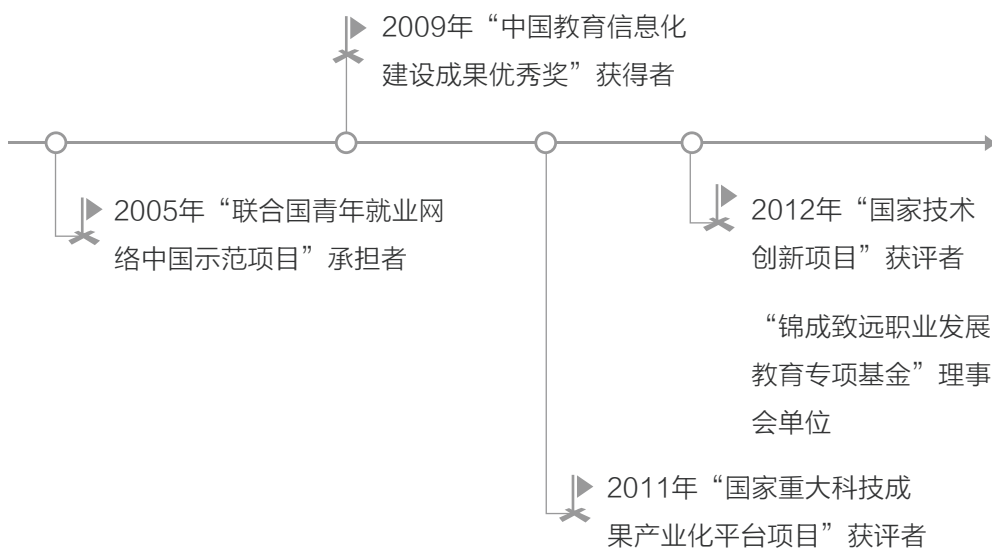 2009年“中国教育信息化
建设成果优秀奖”获得者
2005年“联合国青年就业网
络中国示范项目”承担者
2012年“国家技术
创新项目”获评者
“锦成致远职业发展
教育专项基金”理事
会单位
2011年“国家重大科技成
果产业化平台项目”获评者